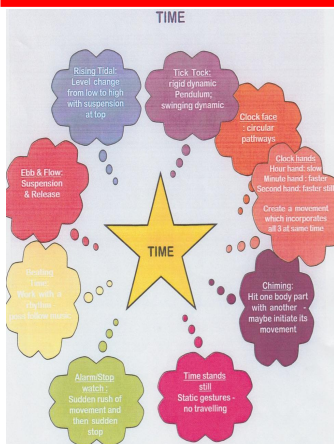 TIME
Rising Tidal:
Level change
from low to high
with suspension
at top
Tick Tock:
rigid dynamic
Pendulum;
swinging dynamic
Clock face
: circular
pathways
Clock hands
Hour hand: slow
Minute hand : faster
Second hand: faster still
Create a movement
which incorporates
all 3 at same time
Ebb & Flow:
Suspension
& Release
TIME
Time:
Work with a
Chiming:
Hit one body part
with another -
maybe initiate its
movement
Alarm/Stop
watch :
Sudden rush of
movement and
then sudden
stop
Time stands
still
Static gestures -
no travelling